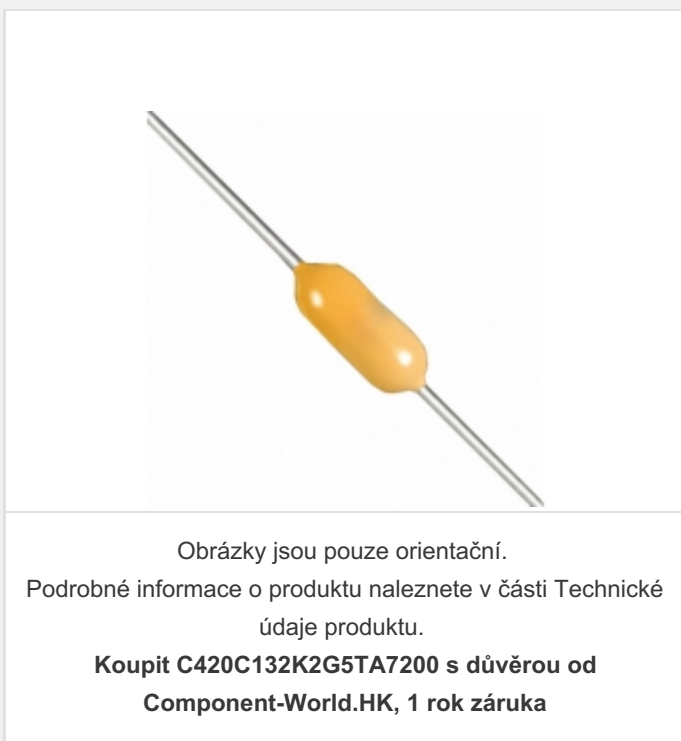 Obrázky jsou pouze orientační.
Podrobné informace o produktu naleznete v části Technické
údaje produktu.
Koupit C420C132K2G5TA7200 s důvěrou od
Component-World.HK, 1 rok záruka